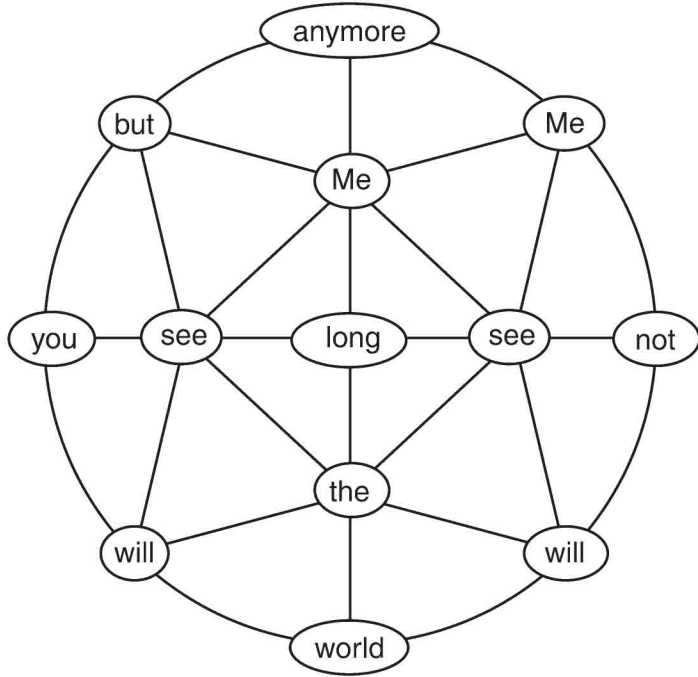 anymore
but Me
Me
you see long see not
the
will will
world